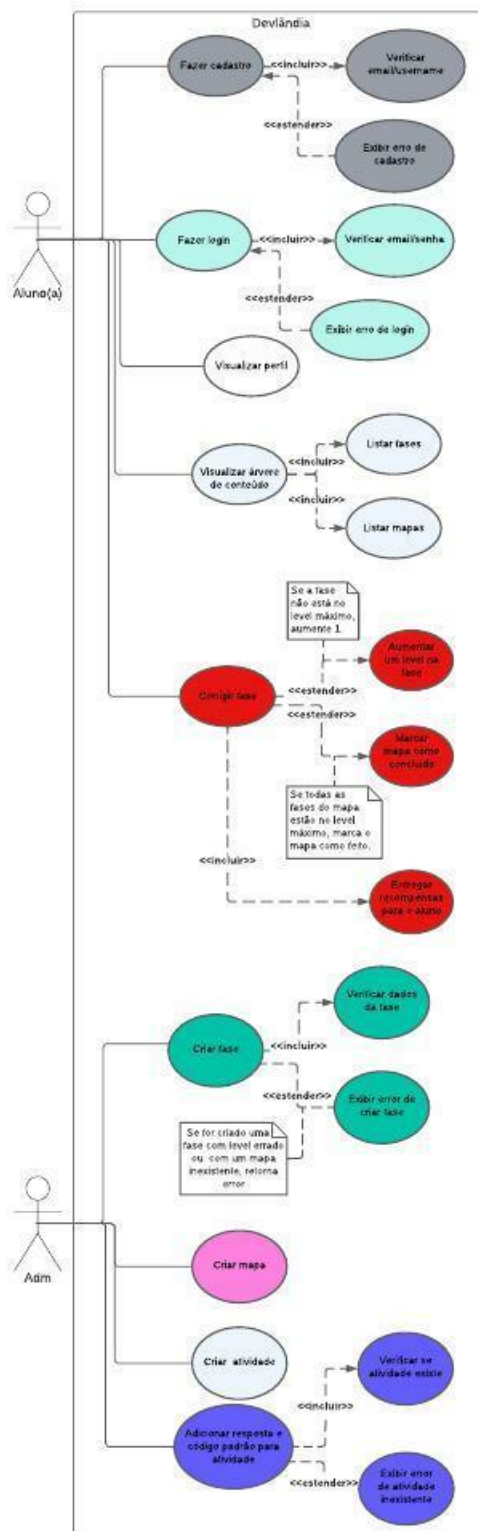 Devlândia
Fazer cadastro
<<incluir>>
Verificar
email/username
<<estender>>
Exibir erro de
cadastro
Aluno(a)
Fazer login
<<incluir>>
Verificar email/senha
<<estender>>
Exibir erro de login
Visualizar perfil
Visualizar árvore
de conteúdo
<<incluir>>
Listar fases
<<incluir>>
Listar mapas
Se a fase
não está no
level máximo,
aumente 1.
Corrigir fase
<<estender>>
Aumentar
um level na
fase
<<estender>>
Marcar
mapa como
concluído
Se todas as
fases do mapa
estão no level
máximo, marca o
mapa como feito.
<<incluir>>
Entregar
recompensas
para o aluno
Criar fase
<<incluir>>
Verificar dados
da fase
<<estender>>
Exibir error de
criar fase
Se for criado uma
fase com level errado
ou com um mapa
inexistente, retorna
error
Adm
Criar mapa
Criar atividade
Adicionar resposta e
código padrão para
atividade
<<incluir>>
Verificar se
atividade existe
<<estender>>
Exibir error
de atividade
inexistente